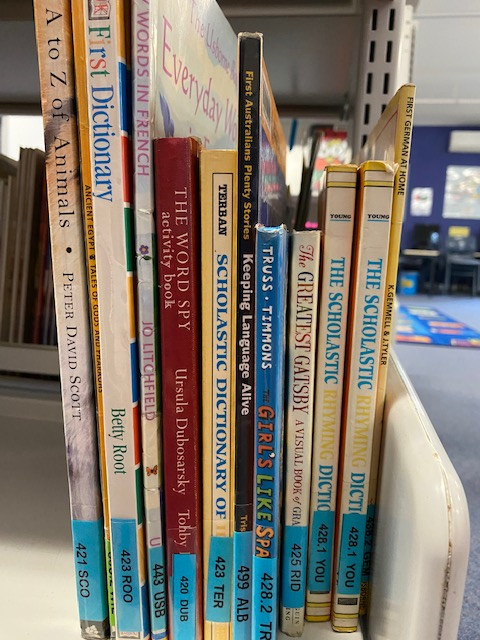 A to Z of Animals • PETER DAVID SCOTT
421 SCO
ANCIENT EGYPT TALES OF GODS AND PHARAOHS
DK
First Dictionary
Betty Root
423 ROO
WORDS IN FRENCH
JO LITCHFIELD
443 USB
The Usborne
Everyday
THE WORD SPY
activity book
Ursula Dubosarsky
Tohby
420 DUB
TERBAN
SCHOLASTIC DICTIONARY OF
423 TER
First Australians Plenty Stories
Keeping Language Alive
499 ALB
TRUSS • TIMMONS
THE GIRL'S LIKE SPA
428.2 TR
The GREATEST GATSBY A VISUAL BOOK of GRA
425 RID
YOUNG
THE SCHOLASTIC RHYMING DICTIO
428.1 YOU
YOUNG
THE SCHOLASTIC RHYMING DICTI
428.1 YOU
FIRST GERMAN AT HOME
K.GEMMELL & J.TYLER